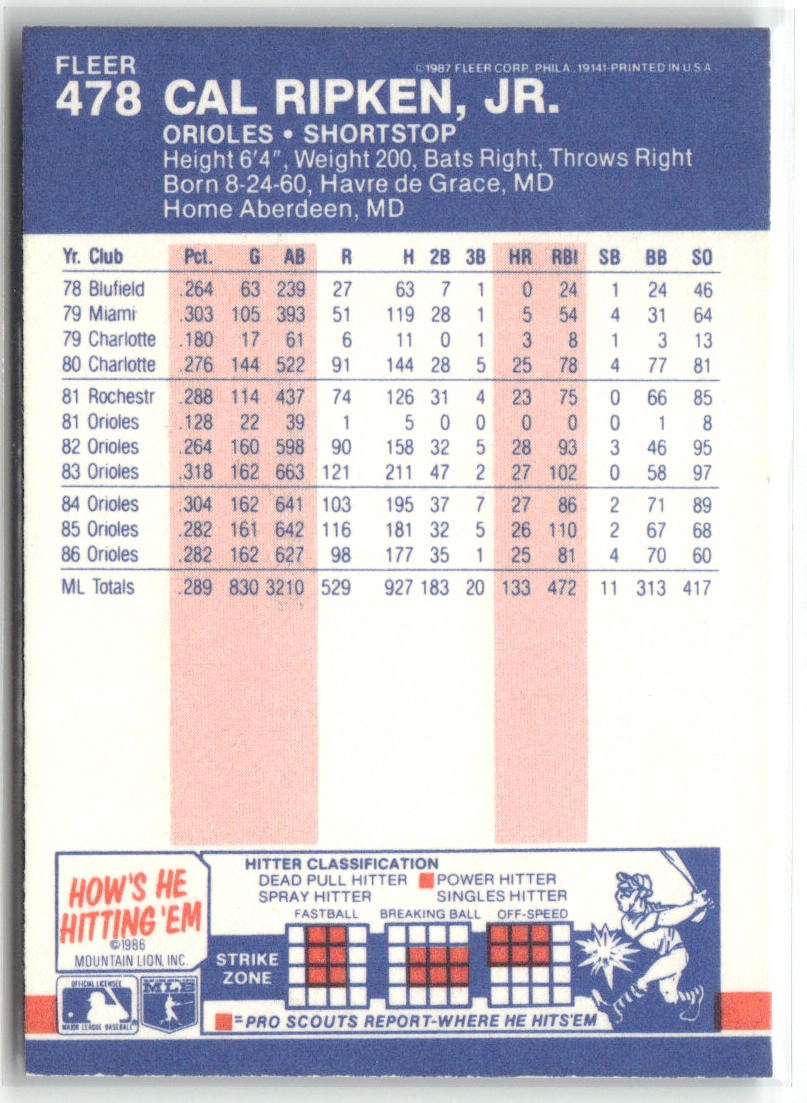 FLEER ©1987 FLEER CORP., PHILA. 19141-PRINTED IN U S A
478 CAL RIPKEN, JR.
ORIOLES • SHORTSTOP
Height 6'4", Weight 200, Bats Right, Throws Right
Born 8-24-60, Havre de Grace, MD
Home Aberdeen, MD
Yr. Club Pct. G AB R H 2B 3B HR RBI SB BB SO
78 Blufield .264 63 239 27 63 7 1 0 24 1 24 46
79 Miami .303 105 393 51 119 28 1 5 54 4 31 64
79 Charlotte .180 17 61 6 11 0 1 3 8 1 3 13
80 Charlotte .276 144 522 91 144 28 5 25 78 4 77 81
81 Rochestr .288 114 437 74 126 31 4 23 75 0 66 85
81 Orioles .128 22 39 1 5 0 0 0 0 0 1 8
82 Orioles .264 160 598 90 158 32 5 28 93 3 46 95
83 Orioles .318 162 663 121 211 47 2 27 102 0 58 97
84 Orioles .304 162 641 103 195 37 7 27 86 2 71 89
85 Orioles .282 161 642 116 181 32 5 26 110 2 67 68
86 Orioles .282 162 627 98 177 35 1 25 81 4 70 60
ML Totals .289 830 3210 529 927 183 20 133 472 11 313 417
HOW'S HE
HITTING 'EM
©1986
MOUNTAIN LION, INC.
OFFICIAL LICENSEE
MAJOR LEAGUE BASEBALL
MLB
HITTER CLASSIFICATION
DEAD PULL HITTER POWER HITTER
SPRAY HITTER SINGLES HITTER
FASTBALL BREAKING BALL OFF-SPEED
STRIKE
ZONE
=PRO SCOUTS REPORT-WHERE HE HITS'EM